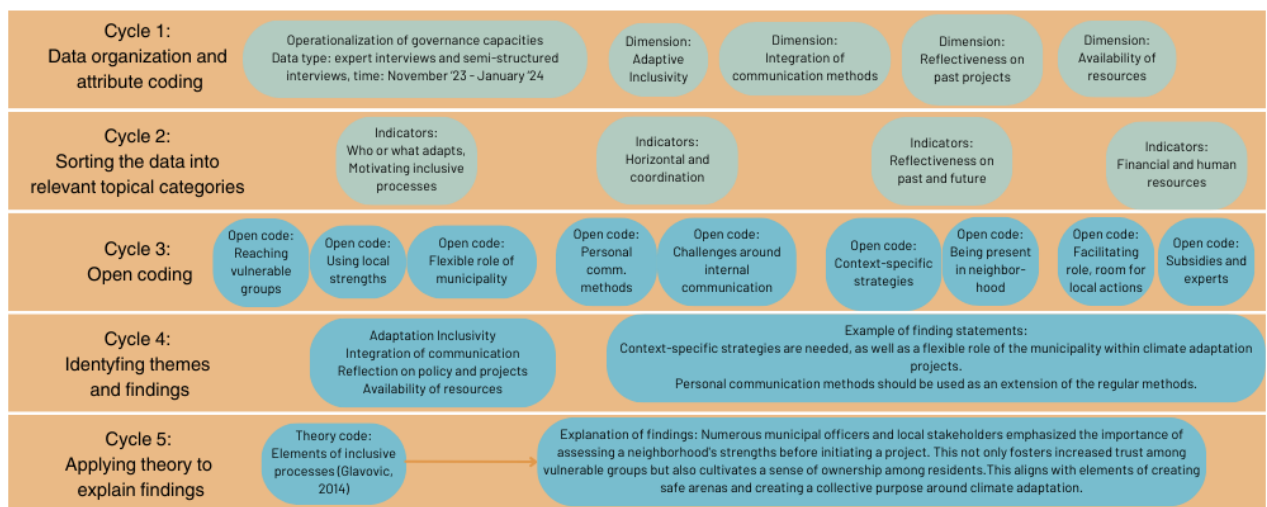 Cycle 1:
Data organization and
attribute coding
Operationalization of governance capacities
Data type: expert interviews and semi-structured
interviews, time: November '23 - January '24
Dimension:
Adaptive
Inclusivity
Dimension:
Integration of
communication methods
Dimension:
Reflectiveness on
past projects
Dimension:
Availability of
resources
Cycle 2:
Sorting the data into
relevant topical categories
Indicators:
Who or what adapts,
Motivating inclusive
processes
Indicators:
Horizontal and
coordination
Indicators:
Reflectiveness on
past and future
Indicators:
Financial and human
resources
Cycle 3:
Open coding
Open code:
Reaching
vulnerable
groups
Open code:
Using local
strengths
Open code:
Flexible role of
municipality
Open code:
Personal
comm.
methods
Open code:
Challenges around
internal
communication
Open code:
Context-specific
strategies
Open code:
Being present
in neighbor-
hood
Open code:
Facilitating
role, room for
local actions
Open code:
Subsidies and
experts
Cycle 4:
Identyfing themes
and findings
Adaptation Inclusivity
Integration of communication
Reflection on policy and projects
Availability of resources
Example of finding statements:
Context-specific strategies are needed, as well as a flexible role of the municipality within climate adaptation
projects.
Personal communication methods should be used as an extension of the regular methods.
Cycle 5:
Applying theory to
explain findings
Theory code:
Elements of inclusive
processes (Glavovic,
2014)
Explanation of findings: Numerous municipal officers and local stakeholders emphasized the importance of
assessing a neighborhood's strengths before initiating a project. This not only fosters increased trust among
vulnerable groups but also cultivates a sense of ownership among residents.This aligns with elements of creating
safe arenas and creating a collective purpose around climate adaptation.